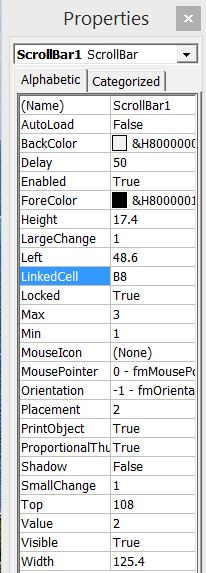 Properties
ScrollBar1 ScrollBar
Alphabetic Categorized
(Name) ScrollBar1
AutoLoad False
BackColor &H8000000
Delay 50
Enabled True
ForeColor &H8000001
Height 17.4
LargeChange 1
Left 48.6
LinkedCell B8
Locked True
Max 3
Min 1
MouseIcon (None)
MousePointer 0 - fmMousePo
Orientation -1 - fmOrienta
Placement 2
PrintObject True
ProportionalThu True
Shadow False
SmallChange 1
Top 108
Value 2
Visible True
Width 125.4